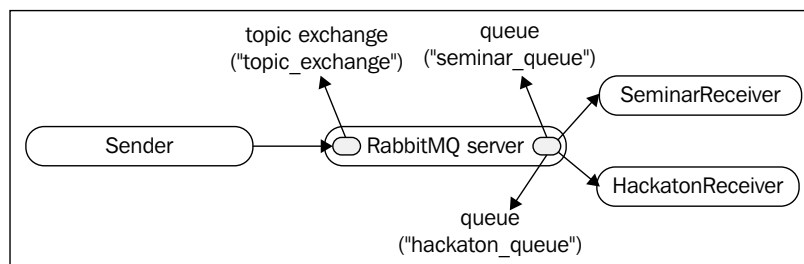 topic exchange
("topic_exchange")
queue
("seminar_queue")
SeminarReceiver
Sender
RabbitMQ server
HackatonReceiver
queue
("hackaton_queue")